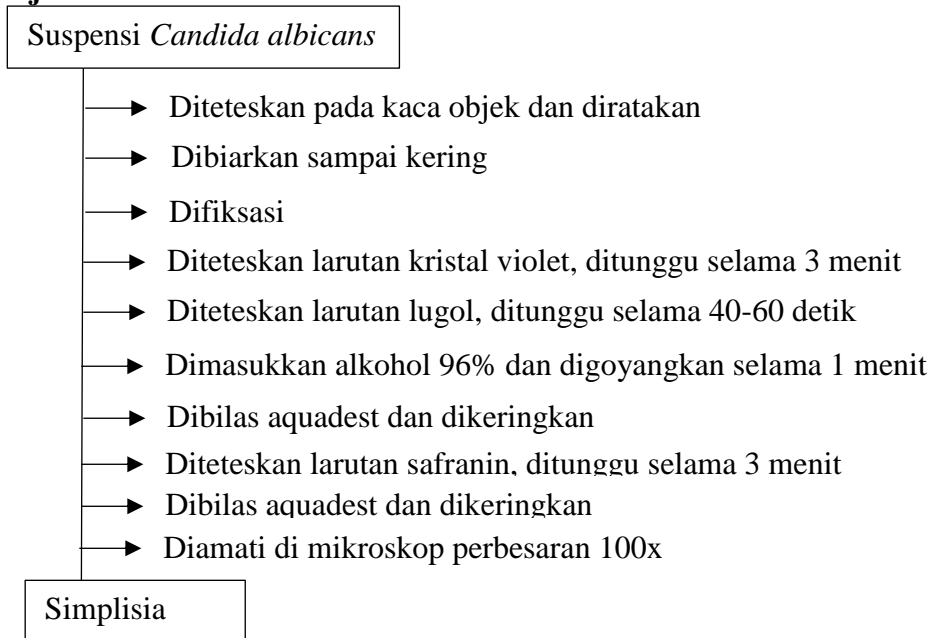 Suspensi Candida albicans
Diteteskan pada kaca objek dan diratakan
Dibiarkan sampai kering
Difiksasi
Diteteskan larutan kristal violet, ditunggu selama 3 menit
Diteteskan larutan lugol, ditunggu selama 40-60 detik
Dimasukkan alkohol 96% dan digoyangkan selama 1 menit
Dibilas aquadest dan dikeringkan
Diteteskan larutan safranin, ditunggu selama 3 menit
Dibilas aquadest dan dikeringkan
Diamati di mikroskop perbesaran 100x
Simplisia